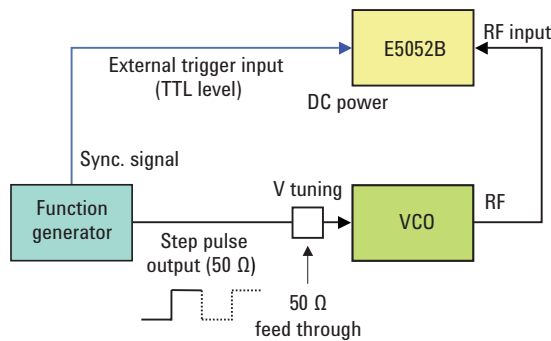 E5052B
RF input
External trigger input
(TTL level)
DC power
Sync. signal
V tuning
Function
generator
VCO
RF
Step pulse
output (50 Ω)
50 Ω
feed through